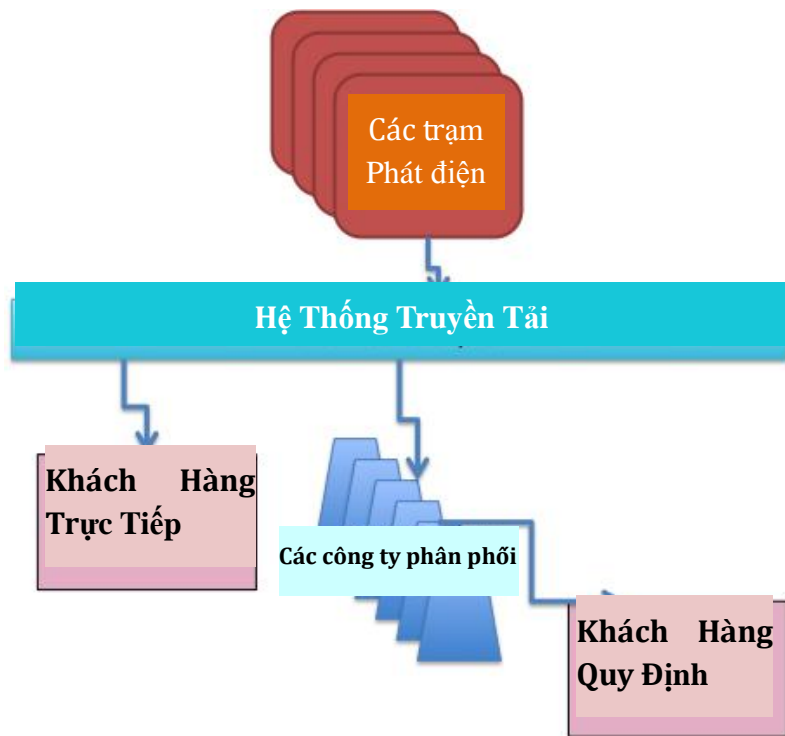 Các trạm
Phát điện
Hệ Thống Truyền Tải
Khách Hàng
Trực Tiếp
Các công ty phân phối
Khách Hàng
Quy Định